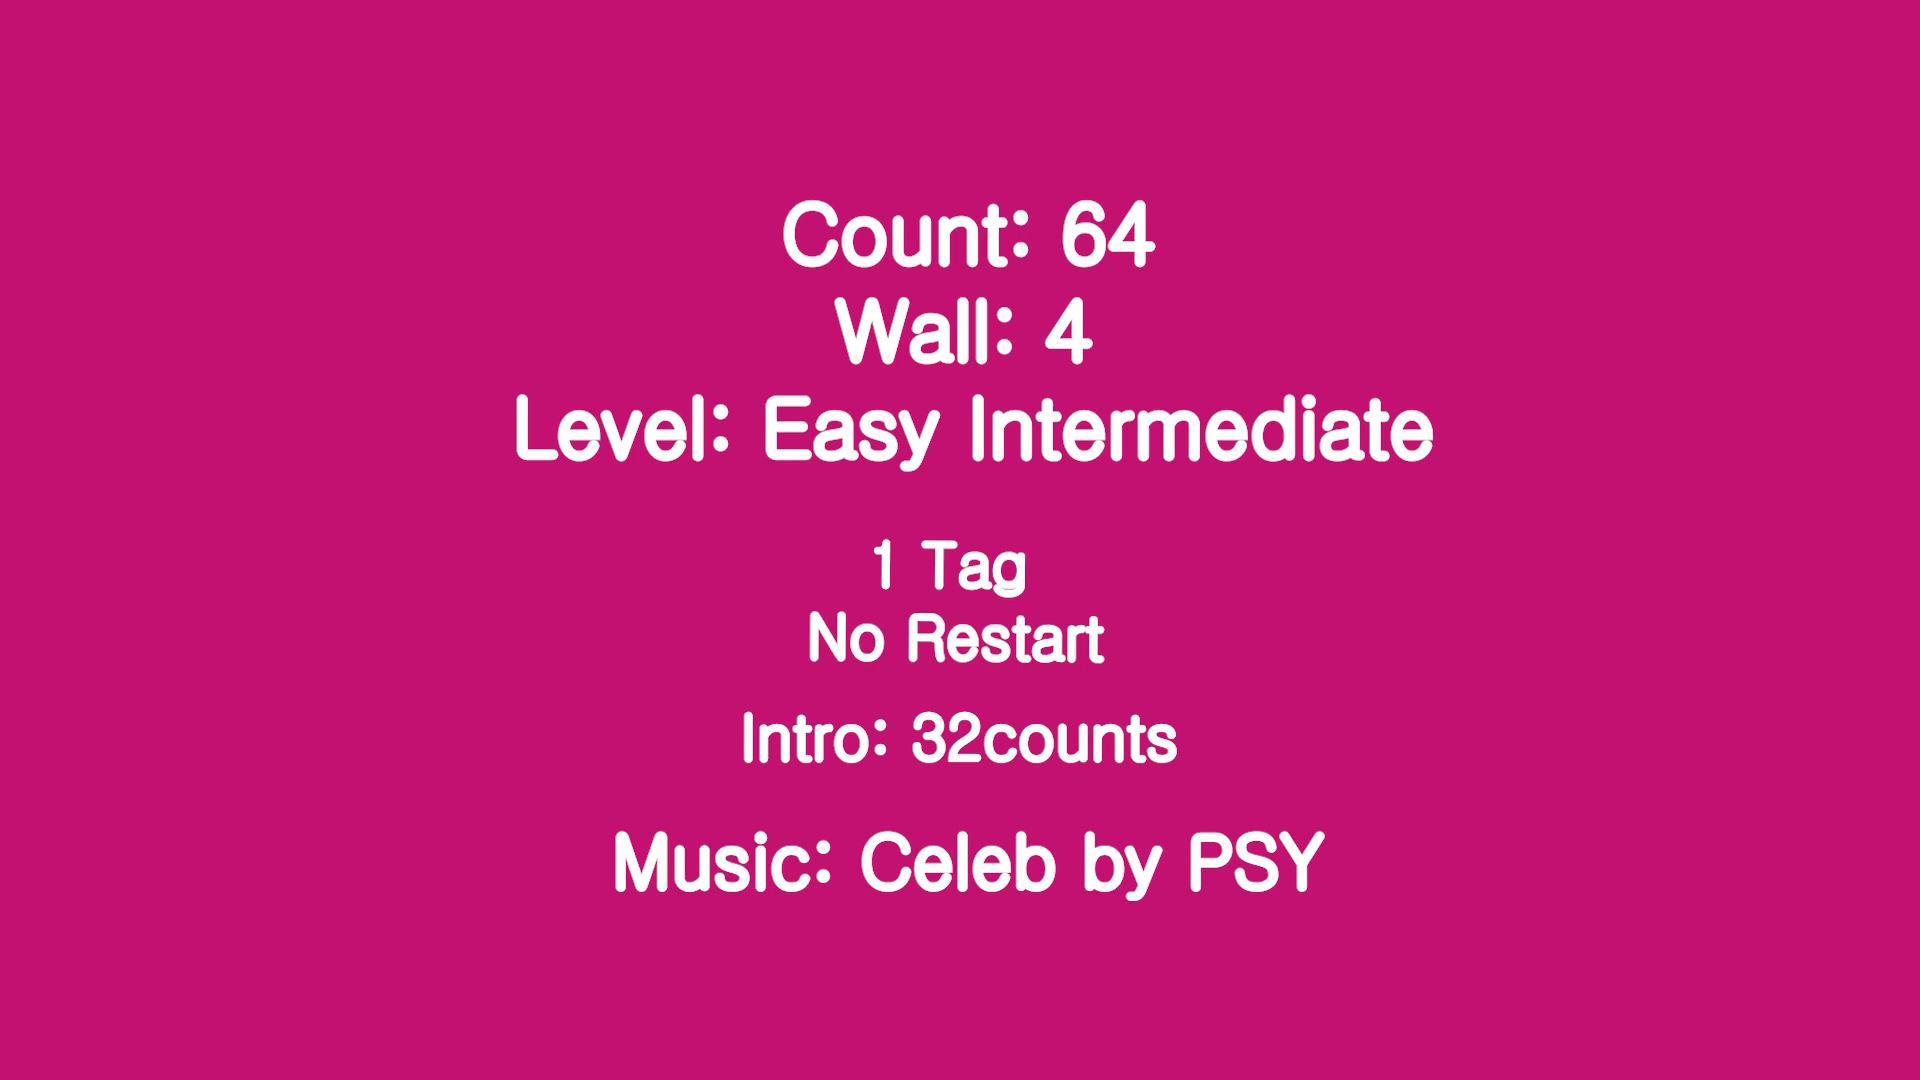 Count: 64
Wall: 4
Level: Easy Intermediate
1 Tag
No Restart
Intro: 32counts
Music: Celeb by PSY